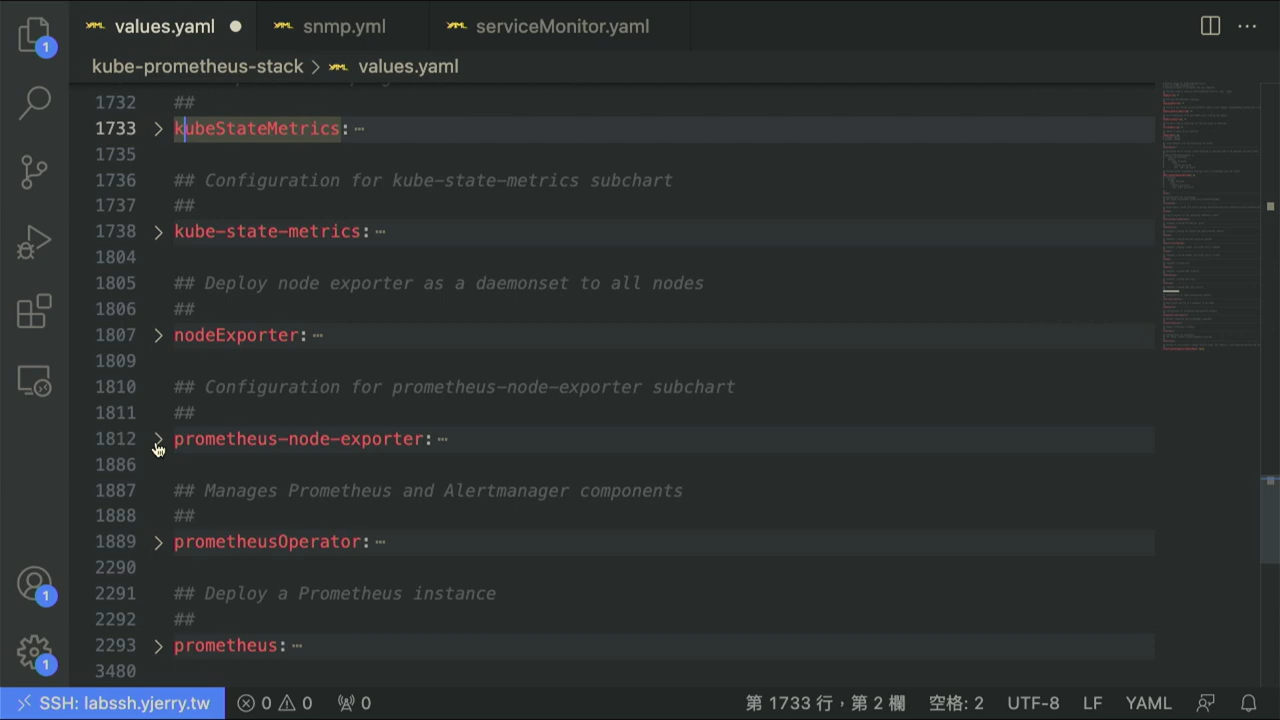 values.yaml
snmp.yml
serviceMonitor.yaml
1
kube-prometheus-stack > values.yaml
1732 ##
1733 kubeStateMetrics: ⋯
1735
1736 ## Configuration for kube-state-metrics subchart
1737 ##
1738 kube-state-metrics: ⋯
1804
1805 ## Deploy node exporter as a daemonset to all nodes
1806 ##
1807 nodeExporter: ⋯
1809
1810 ## Configuration for prometheus-node-exporter subchart
1811 ##
1812 prometheus-node-exporter: ⋯
1886
1887 ## Manages Prometheus and Alertmanager components
1888 ##
1889 prometheusOperator: ⋯
2290
2291 ## Deploy a Prometheus instance
2292 ##
2293 prometheus: ⋯
3480
1
1
SSH: labssh.yjerry.tw 0 0 0 第 1733 行，第 2 欄 空格: 2 UTF-8 LF YAML